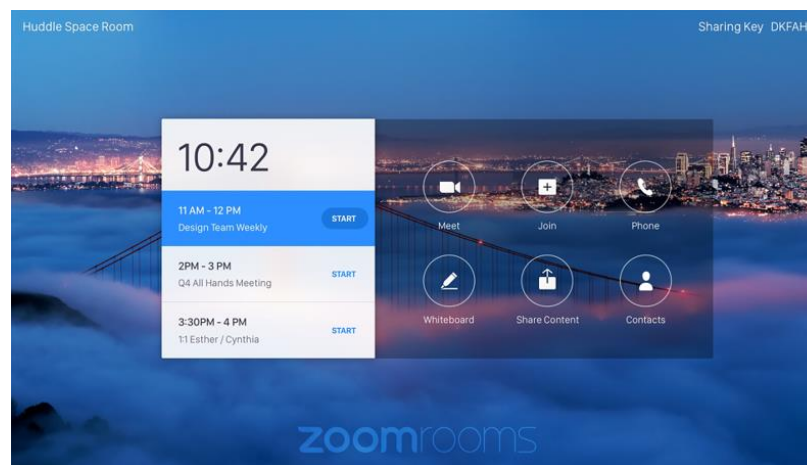 Huddle Space Room
Sharing Key DKFAH
10:42
11 AM - 12 PM
Design Team Weekly
START
2PM - 3 PM
Q4 All Hands Meeting
START
3:30PM - 4 PM
1:1 Esther / Cynthia
START
Meet
Join
Phone
Whiteboard
Share Content
Contacts
zoomrooms